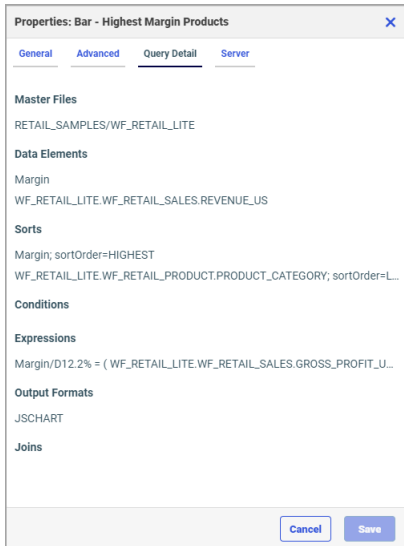 Properties: Bar - Highest Margin Products
General Advanced Query Detail Server
Master Files
RETAIL_SAMPLES/WF_RETAIL_LITE
Data Elements
Margin
WF_RETAIL_LITE.WF_RETAIL_SALES.REVENUE_US
Sorts
Margin; sortOrder=HIGHEST
WF_RETAIL_LITE.WF_RETAIL_PRODUCT.PRODUCT_CATEGORY; sortOrder=L...
Conditions
Expressions
Margin/D12.2% = ( WF_RETAIL_LITE.WF_RETAIL_SALES.GROSS_PROFIT_U...
Output Formats
JSCHART
Joins
Cancel Save